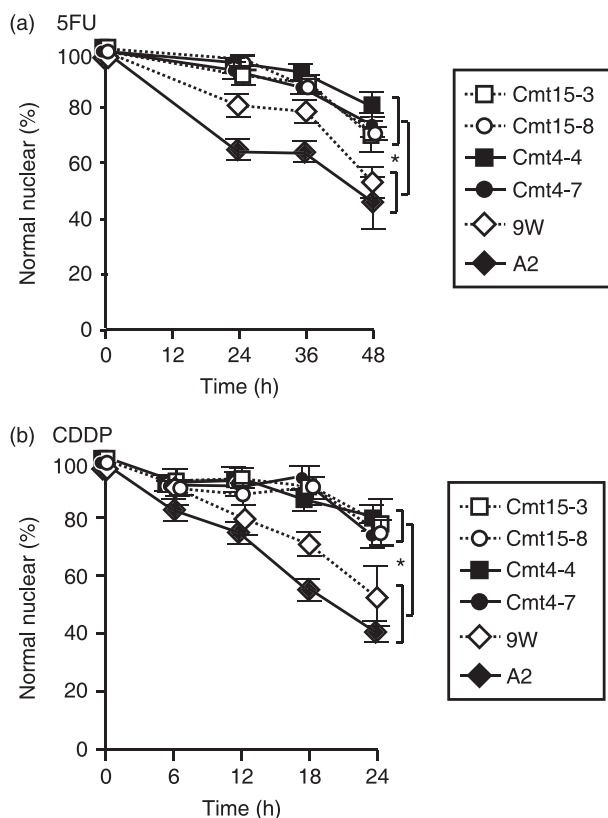 (a) 5FU
Normal nuclear (%)
100
80
60
40
20
0
*
0 12 24 36 48
Time (h)
Cmt15-3
Cmt15-8
Cmt4-4
Cmt4-7
9W
A2
(b) CDDP
Normal nuclear (%)
100
80
60
40
20
0
*
0 6 12 18 24
Time (h)
Cmt15-3
Cmt15-8
Cmt4-4
Cmt4-7
9W
A2